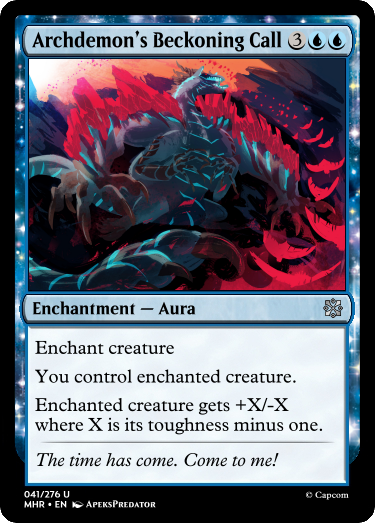 Archdemon's Beckoning Call 3
Enchantment — Aura
Enchant creature
You control enchanted creature.
Enchanted creature gets +X/-X
where X is its toughness minus one.
The time has come. Come to me!
041/276 U
MHR • EN ApeksPredator
© Capcom